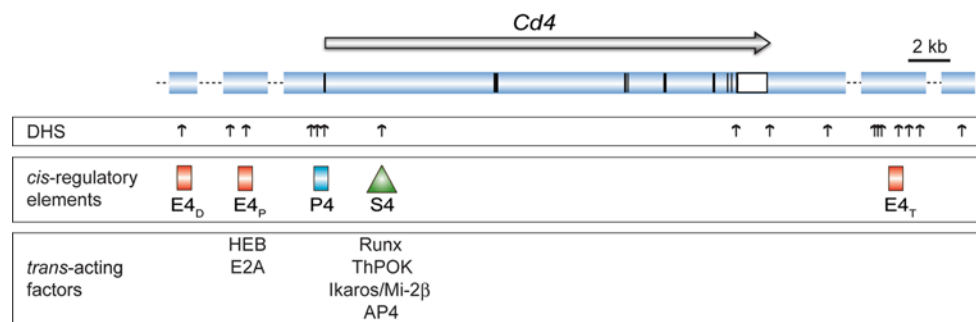 Cd4
2 kb
DHS
cis-regulatory
elements
E4D E4P P4 S4 E4T
trans-acting
factors
HEB
E2A
Runx
ThPOK
Ikaros/Mi-2β
AP4